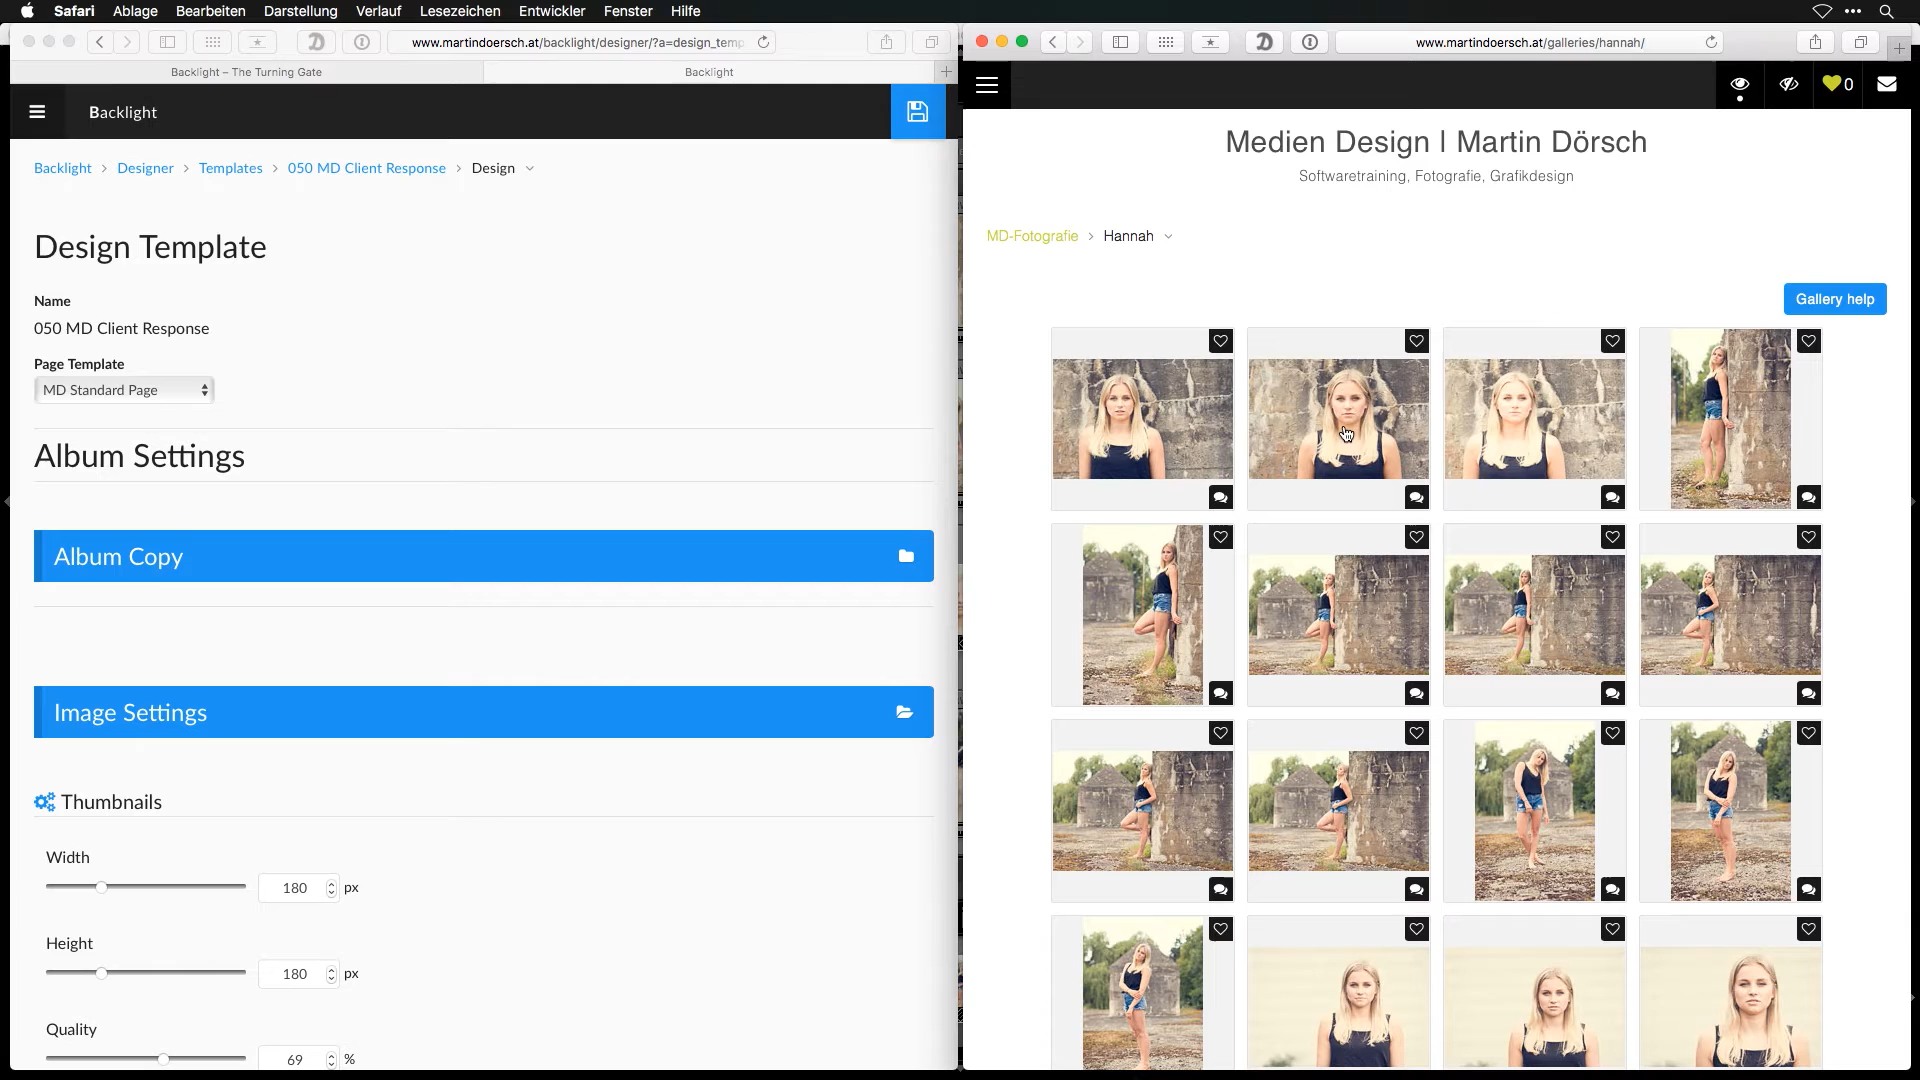 Safari Ablage Bearbeiten Darstellung Verlauf Lesezeichen Entwickler Fenster Hilfe
www.martindoersch.at/backlight/designer/?a=design_temp
Backlight – The Turning Gate
Backlight
Backlight
Backlight > Designer > Templates > 050 MD Client Response > Design
Design Template
Name
050 MD Client Response
Page Template
MD Standard Page
Album Settings
Album Copy
Image Settings
Thumbnails
Width
180 px
Height
180 px
Quality
69 %
www.martindoersch.at/galleries/hannah/
0
Medien Design | Martin Dörsch
Softwaretraining, Fotografie, Grafikdesign
MD-Fotografie > Hannah
Gallery help